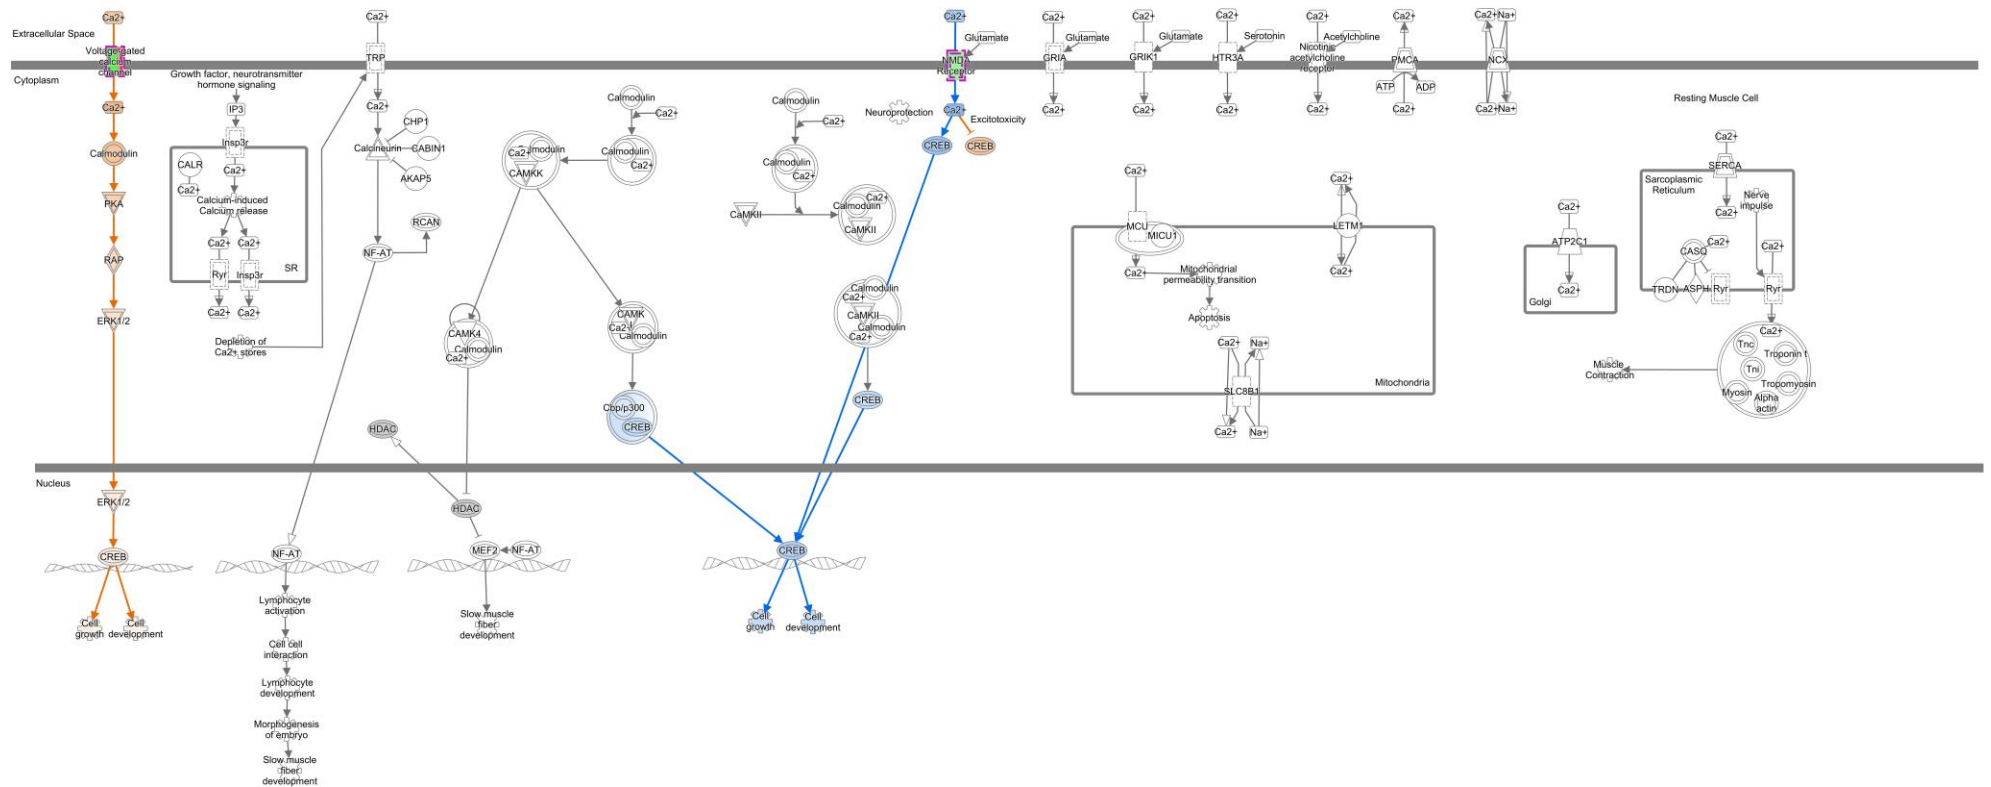 Ca2+
Extracellular Space
Voltage-gated
calcium
channel
Cytoplasm
Ca2+
Calmodulin
PKA
RAP
ERK1/2
Nucleus
ERK1/2
CREB
Cell
growth
Cell
development
Growth factor, neurotransmitter
hormone signaling
IP3
Insp3r
CALR
Ca2+
Ca2+
Calcium-induced
Calcium release
Ca2+
Ca2+
Ryr
Insp3r
SR
Ca2+
Ca2+
Depletion of
Ca2+ stores
Ca2+
TRP
Ca2+
CHP1
Calcineurin
CABIN1
AKAP5
RCAN
NF-AT
NF-AT
Lymphocyte
activation
Cell cell
interaction
Lymphocyte
development
Morphogenesis
of embryo
Slow muscle
fiber
development
Calmodulin
Ca2+
Calmodulin
Ca2+
Calmodulin
Ca2+
CAMKK
CAMK4
Calmodulin
Ca2+
CAMK
Ca2+
Calmodulin
Cbp/p300
CREB
HDAC
HDAC
MEF2
NF-AT
Slow muscle
fiber
development
Calmodulin
Ca2+
Calmodulin
Ca2+
CaMKII
Ca2+
Calmodulin
CaMKII
Calmodulin
Ca2+
CaMKII
Calmodulin
Ca2+
CREB
CREB
Cell
growth
Cell
development
Ca2+
Glutamate
NMDA
Receptor
Neuroprotection
Ca2+
Excitotoxicity
CREB
CREB
Ca2+
Glutamate
GRIA
Ca2+
Ca2+
Glutamate
GRIK1
Ca2+
Ca2+
Serotonin
HTR3A
Ca2+
Ca2+
Acetylcholine
Nicotinic
acetylcholine
receptor
Ca2+
Ca2+
PMCA
ATP
ADP
Ca2+
Ca2+
Na+
NCX
Ca2+
Na+
Ca2+
MCU
MICU1
Ca2+
Mitochondrial
permeability transition
Apoptosis
Ca2+
LETM1
Ca2+
Ca2+
Na+
SLC8B1
Mitochondria
Ca2+
Na+
Ca2+
ATP2C1
Ca2+
Golgi
Resting Muscle Cell
Ca2+
SERCA
Sarcoplasmic
Reticulum
Ca2+
Nerve
impulse
CASQ
Ca2+
Ca2+
TRDN
ASPH
Ryr
Ryr
Ca2+
Tnc
Troponin t
Tni
Tropomyosin
Myosin
Alpha
actin
Muscle
Contraction